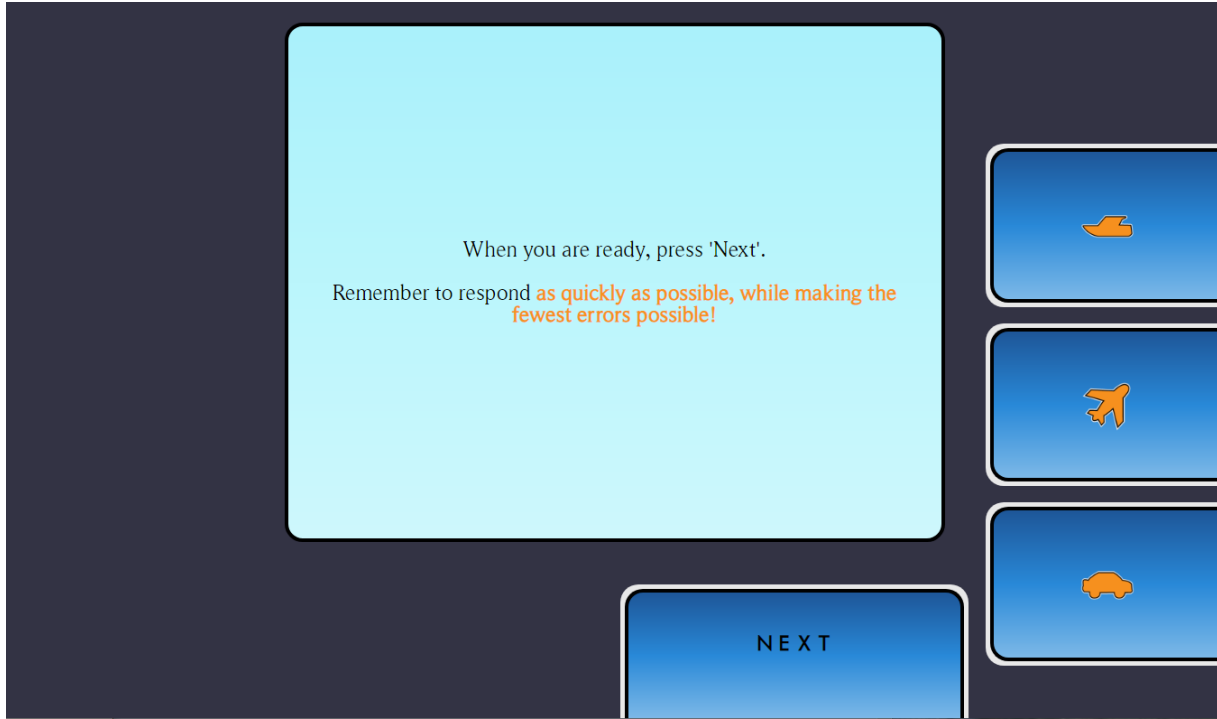 When you are ready, press 'Next'.
Remember to respond as quickly as possible, while making the
fewest errors possible!
NEXT